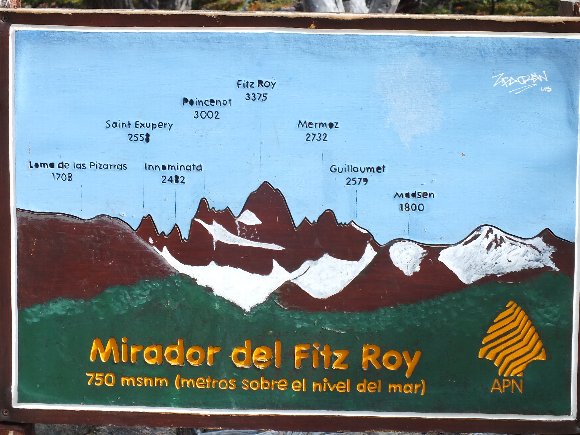 Fitz Roy
3375
Poincenot
3002
Saint Exupery
2558
Mermoz
2732
Loma de las Pizarras
1708
Innominata
2482
Guillaumet
2579
Madsen
1800
Mirador del Fitz Roy
750 msnm (metros sobre el nivel del mar)
APN